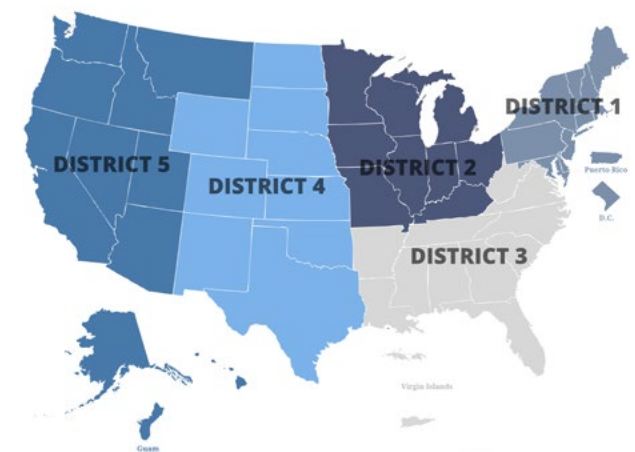 DISTRICT 1
DISTRICT 5
DISTRICT 2
DISTRICT 4
Puerto Rico
D.C.
DISTRICT 3
Virgin Islands
Guam